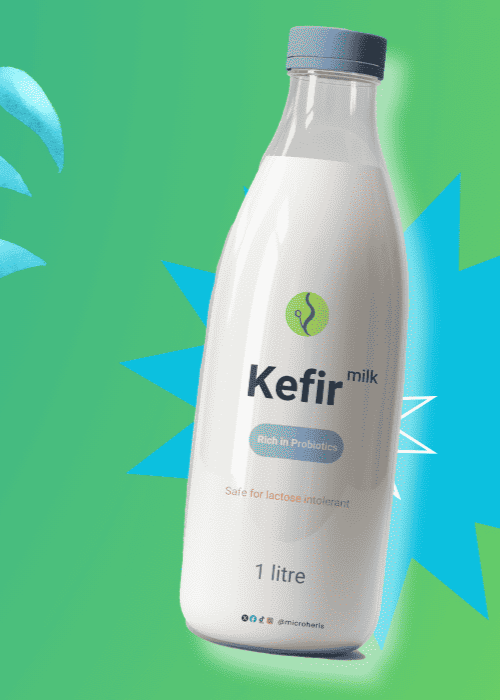 Kefir milk
Rich in Probiotics
Safe for lactose intolerant
1 litre
@microheris